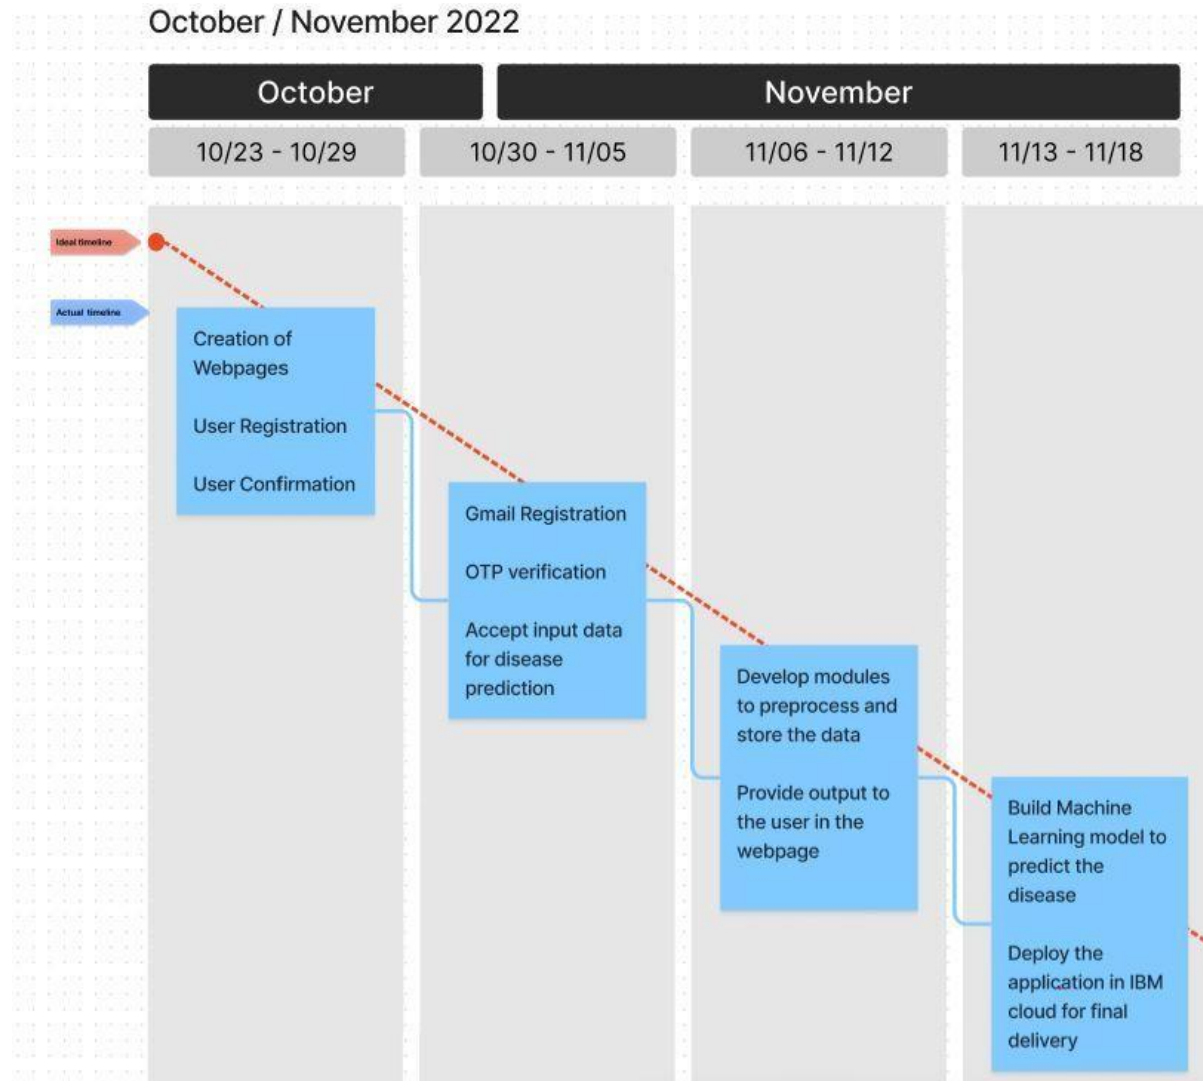 October / November 2022
October
November
10/23 - 10/29
10/30 - 11/05
11/06 - 11/12
11/13 - 11/18
Ideal timeline
Actual timeline
Creation of
Webpages
User Registration
User Confirmation
Gmail Registration
OTP verification
Accept input data
for disease
prediction
Develop modules
to preprocess and
store the data
Provide output to
the user in the
webpage
Build Machine
Learning model to
predict the
disease
Deploy the
application in IBM
cloud for final
delivery